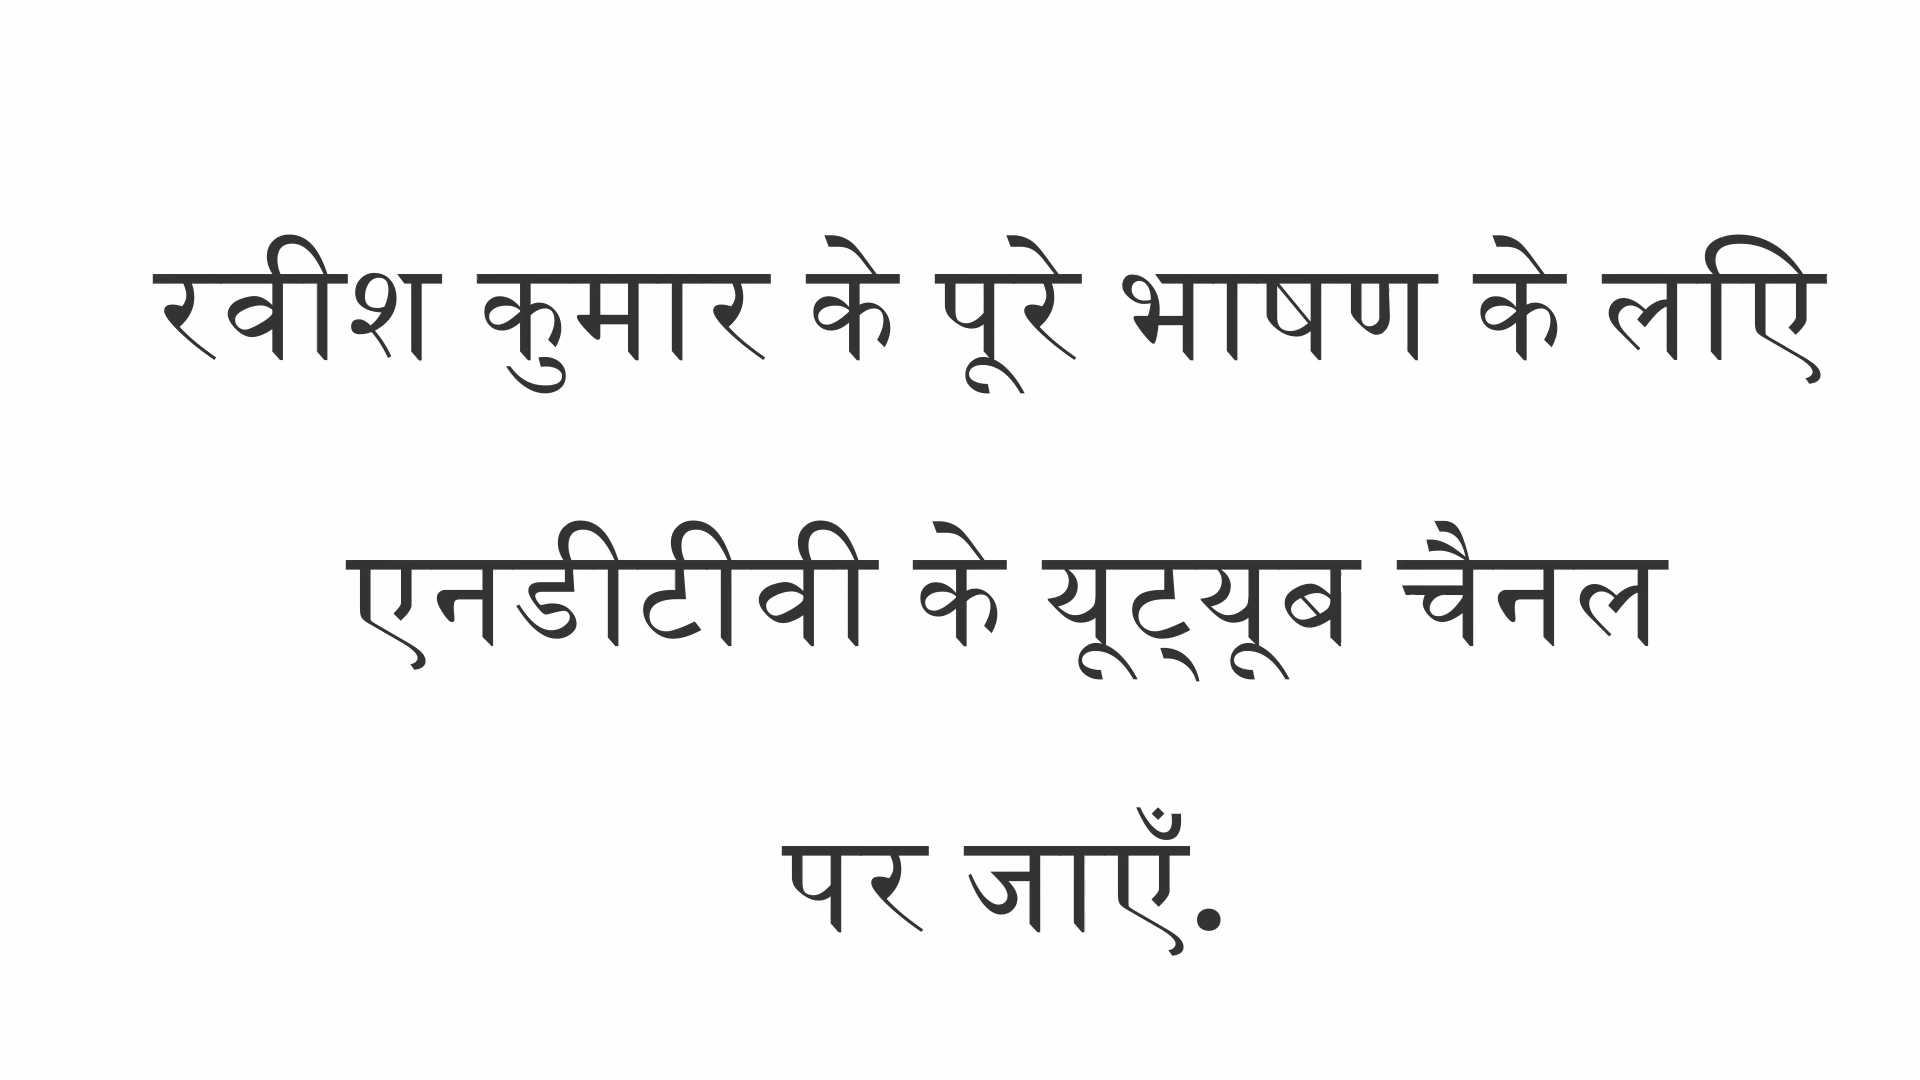 रवीश कुमार के पूरे भाषण के लिए
एनडीटीवी के यूट्यूब चैनल
पर जाएँ.